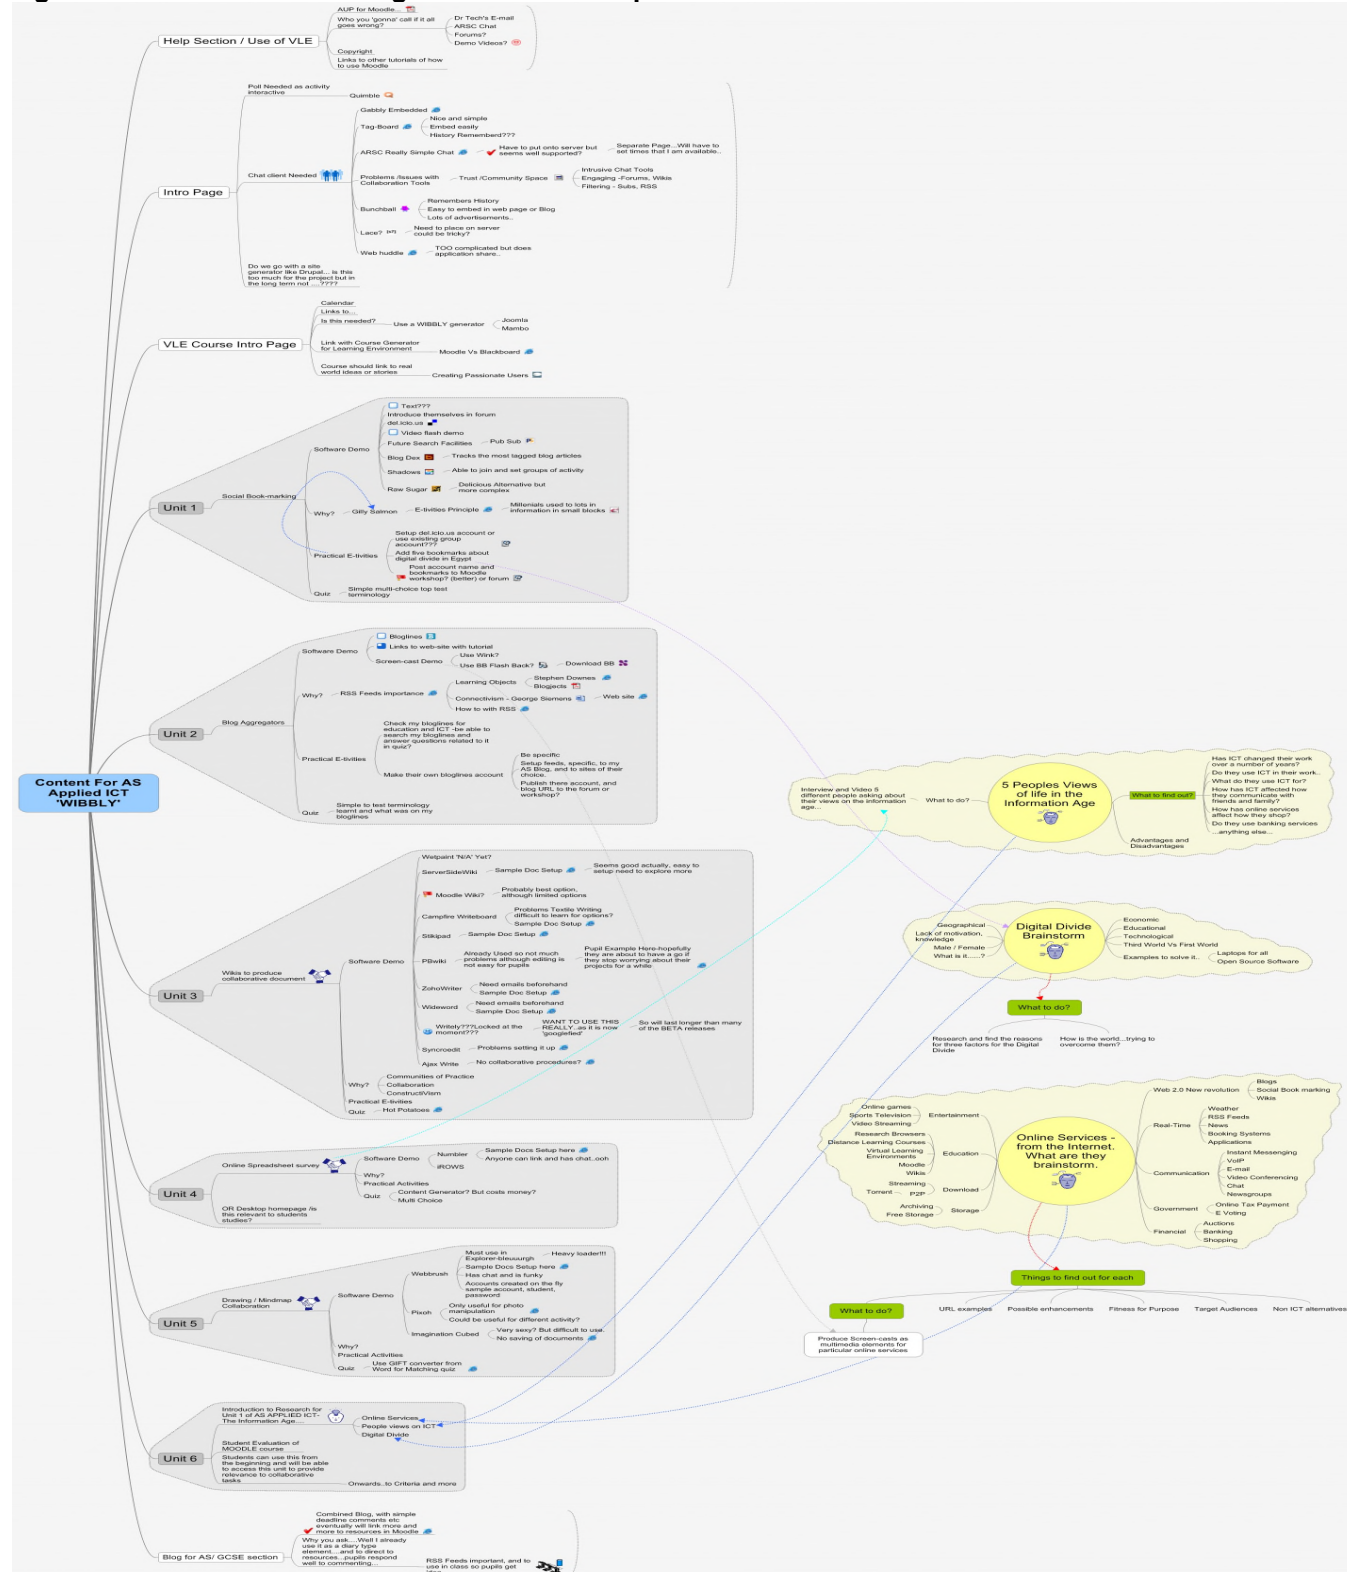 AUP for Moodle...
Who you 'gonna' call if it all
goes wrong?
Dr Tech's E-mail
ARSC Chat
Forums?
Demo Videos?
Help Section / Use of VLE
Copyright
Links to other tutorials of how
to use Moodle
Poll Needed as activity
interactive
Quimble
Gabbly Embedded
Tag-Board
Nice and simple
Embed easily
History Rememberd???
ARSC Really Simple Chat
Have to put onto server but
seems well supported?
Separate Page...Will have to
set times that I am available..
Chat client Needed
Problems /Issues with
Collaboration Tools
Trust /Community Space
Intrusive Chat Tools
Engaging -Forums, Wikis
Filtering - Subs, RSS
Intro Page
Bunchball
Remembers History
Easy to embed in web page or Blog
Lots of advertisements..
Lace?
Need to place on server
could be tricky?
Web huddle
TOO complicated but does
application share..
Do we go with a site
generator like Drupal... is this
too much for the project but in
the long term not ....????
Calendar
Links to...
Is this needed?
Use a WIBBLY generator
Joomla
Mambo
VLE Course Intro Page
Link with Course Generator
for Learning Environment
Moodle Vs Blackboard
Course should link to real
world ideas or stories
Creating Passionate Users
Text???
Introduce themselves in forum
del.icio.us
Video flash demo
Software Demo
Future Search Facilities
Pub Sub
Blog Dex
Tracks the most tagged blog articles
Shadows
Able to join and set groups of activity
Raw Sugar
Delicious Alternative but
more complex
Social Book-marking
Unit 1
Why?
Gilly Salmon
E-tivities Principle
Millenials used to lots in
information in small blocks
Practical E-tivities
Setup del.icio.us account or
use existing group
account???
Add five bookmarks about
digital divide in Egypt
Post account name and
bookmarks to Moodle
workshop? (better) or forum
Quiz
Simple multi-choice top test
terminology
Bloglines
Links to web-site with tutorial
Software Demo
Screen-cast Demo
Use Wink?
Use BB Flash Back?
Download BB
Why?
RSS Feeds importance
Learning Objects
Stephen Downes
Blogjects
Connectivism - George Siemens
Web site
How to with RSS
Blog Aggregators
Unit 2
Practical E-tivities
Check my bloglines for
education and ICT -be able to
search my bloglines and
answer questions related to it
in quiz?
Make their own bloglines account
Be specific
Setup feeds, specific, to my
AS Blog, and to sites of their
choice.
Publish there account, and
blog URL to the forum or
workshop?
Quiz
Simple to test terminology
learnt and what was on my
bloglines
Content For AS
Applied ICT
'WIBBLY'
Wetpaint 'N/A' Yet?
ServerSideWiki
Sample Doc Setup
Seems good actually, easy to
setup need to explore more
Moodle Wiki?
Probably best option,
although limited options
Campfire Writeboard
Problems Textile Writing
difficult to learn for options?
Sample Doc Setup
Stikipad
Sample Doc Setup
Software Demo
PBwiki
Already Used so not much
problems although editing is
not easy for pupils
Pupil Example Here-hopefully
they are about to have a go if
they stop worrying about their
projects for a while
Wikis to produce
collaborative document
Unit 3
ZohoWriter
Need emails beforehand
Sample Doc Setup
Wideword
Need emails beforehand
Sample Doc Setup
Writely???Locked at the
moment???
WANT TO USE THIS
REALLY..as it is now
'googlefied'
So will last longer than many
of the BETA releases
Syncroedit
Problems setting it up
Ajax Write
No collaborative procedures?
Why?
Communities of Practice
Collaboration
ConstructiVism
Practical E-tivities
Quiz
Hot Potatoes
Online Spreadsheet survey
Software Demo
Numbler
Sample Docs Setup here
Anyone can link and has chat..ooh
iROWS
Why?
Practical Activities
Quiz
Content Generator? But costs money?
Multi Choice
Unit 4
OR Desktop homepage /is
this relevant to students
studies?
Drawing / Mindmap
Collaboration
Unit 5
Software Demo
Webbrush
Must use in
Explorer-bleuuurgh
Heavy loader!!!
Sample Docs Setup here
Has chat and is funky
Accounts created on the fly
sample account, student,
password
Pixoh
Only useful for photo
manipulation
Could be useful for different activity?
Imagination Cubed
Very sexy? But difficult to use.
No saving of documents
Why?
Practical Activities
Quiz
Use GIFT converter from
Word for Matching quiz
Introduction to Research for
Unit 1 of AS APPLIED ICT-
The Information Age....
Online Services
People views on ICT
Digital Divide
Unit 6
Student Evaluation of
MOODLE course
Students can use this from
the beginning and will be able
to access this unit to provide
relevance to collaborative
tasks
Onwards..to Criteria and more
Blog for AS/ GCSE section
Combined Blog, with simple
deadline comments etc
eventually will link more and
more to resources in Moodle
Why you ask....Well I already
use it as a diary type
element....and to direct to
resources...pupils respond
well to commenting...
RSS Feeds important, and to
use in class so pupils get
5 Peoples Views
of life in the
Information Age
What to do?
Interview and Video 5
different people asking about
their views on the information
age...
What to find out?
Has ICT changed their work
over a number of years?
Do they use ICT in their work..
What do they use ICT for?
How has ICT affected how
they communicate with
friends and family?
How has online services
affect how they shop?
Do they use banking services
...anything else...
Advantages and
Disadvantages
Digital Divide
Brainstorm
Geographical
Lack of motivation,
knowledge
Male / Female
What is it......?
Economic
Educational
Technological
Third World Vs First World
Examples to solve it..
Laptops for all
Open Source Software
What to do?
Research and find the reasons
for three factors for the Digital
Divide
How is the world...trying to
overcome them?
Online Services -
from the Internet.
What are they
brainstorm.
Online games
Sports Television
Video Streaming
Entertainment
Research Browsers
Distance Learning Courses
Virtual Learning
Environments
Moodle
Wikis
Education
Streaming
Torrent
P2P
Download
Archiving
Free Storage
Storage
Web 2.0 New revolution
Blogs
Social Book marking
Wikis
Real-Time
Weather
RSS Feeds
News
Booking Systems
Applications
Communication
Instant Messenging
VoIP
E-mail
Video Conferencing
Chat
Newsgroups
Government
Online Tax Payment
E Voting
Financial
Auctions
Banking
Shopping
Things to find out for each
URL examples
Possible enhancements
Fitness for Purpose
Target Audiences
Non ICT alternatives
What to do?
Produce Screen-casts as
multimedia elements for
particular online services